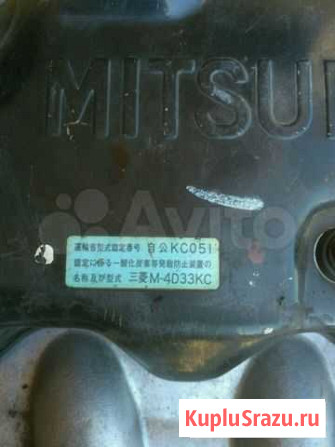 MITSU
運輸省型式認定番号 自公KC051
認定に係る一酸化炭素等発散防止装置の
名称及び型式 三菱M-4D33KC
Avito
KupluSrazu.ru